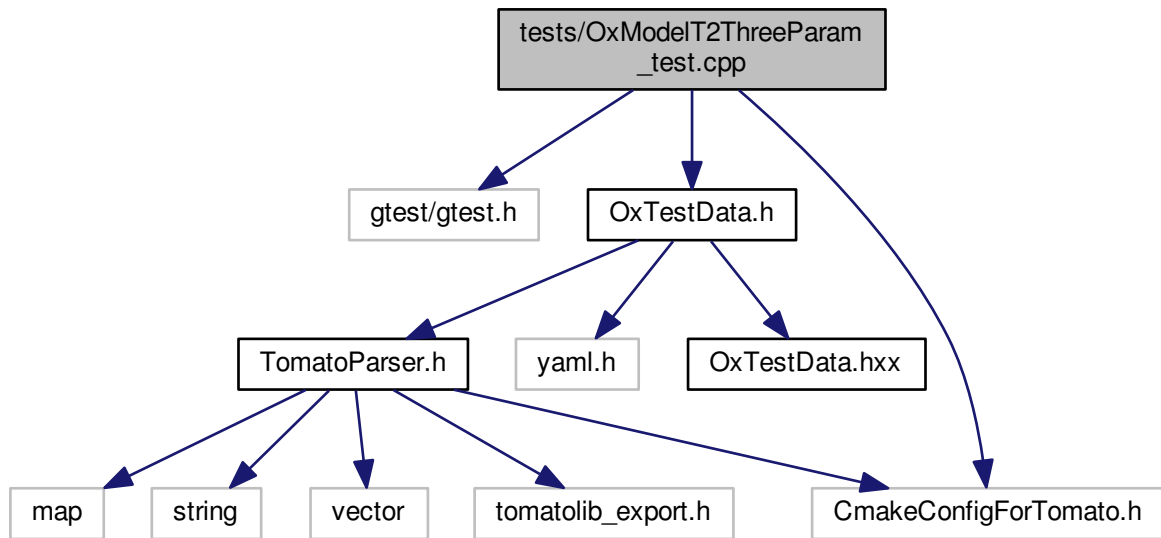 tests/OxModelT2ThreeParam
_test.cpp
gtest/gtest.h
OxTestData.h
TomatoParser.h
yaml.h
OxTestData.hxx
map
string
vector
tomatolib_export.h
CmakeConfigForTomato.h